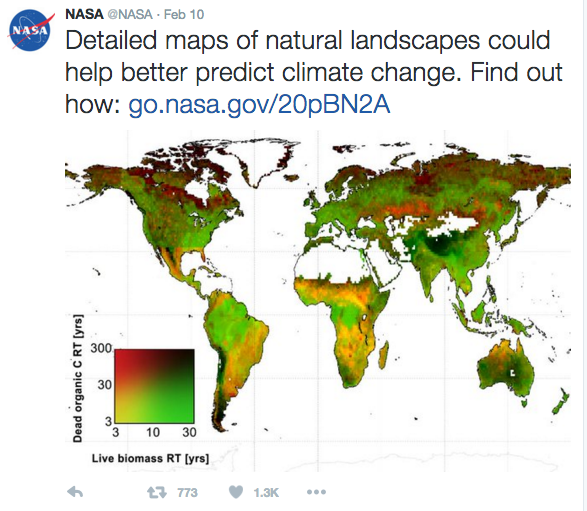 NASA
NASA @NASA · Feb 10
Detailed maps of natural landscapes could
help better predict climate change. Find out
how: go.nasa.gov/20pBN2A
Dead organic C RT [yrs]
300
30
3
3 10 30
Live biomass RT [yrs]
773 1.3K